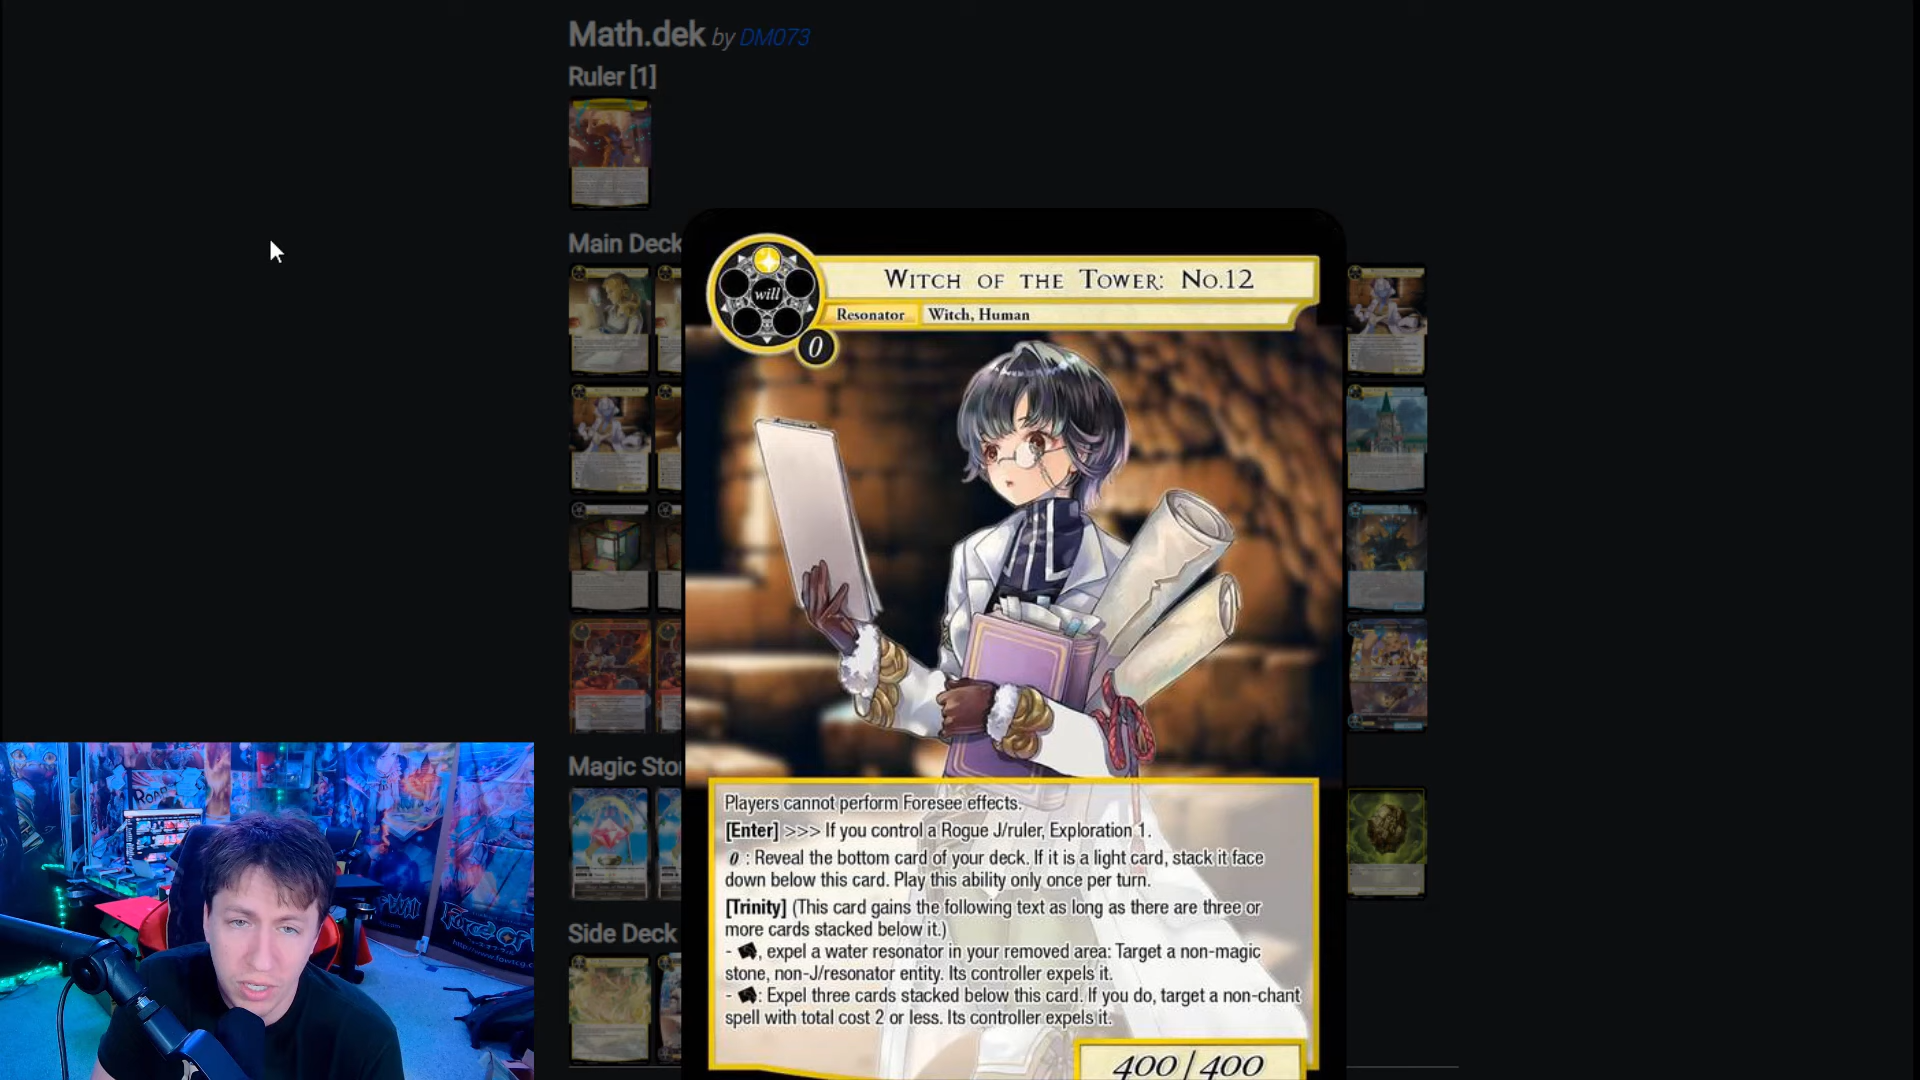 Math.dek by DM073
Ruler [1]
Main Deck
will
WITCH OF THE TOWER: NO.12
Resonator Witch, Human
0
Players cannot perform Foresee effects.
[Enter] >>> If you control a Rogue J/ruler, Exploration 1.
0 : Reveal the bottom card of your deck. If it is a light card, stack it face
down below this card. Play this ability only once per turn.
[Trinity] (This card gains the following text as long as there are three or
more cards stacked below it.)
- , expel a water resonator in your removed area: Target a non-magic
stone, non-J/resonator entity. Its controller expels it.
- : Expel three cards stacked below this card. If you do, target a non-chant
spell with total cost 2 or less. Its controller expels it.
400/400
Magic Sto
Side Deck